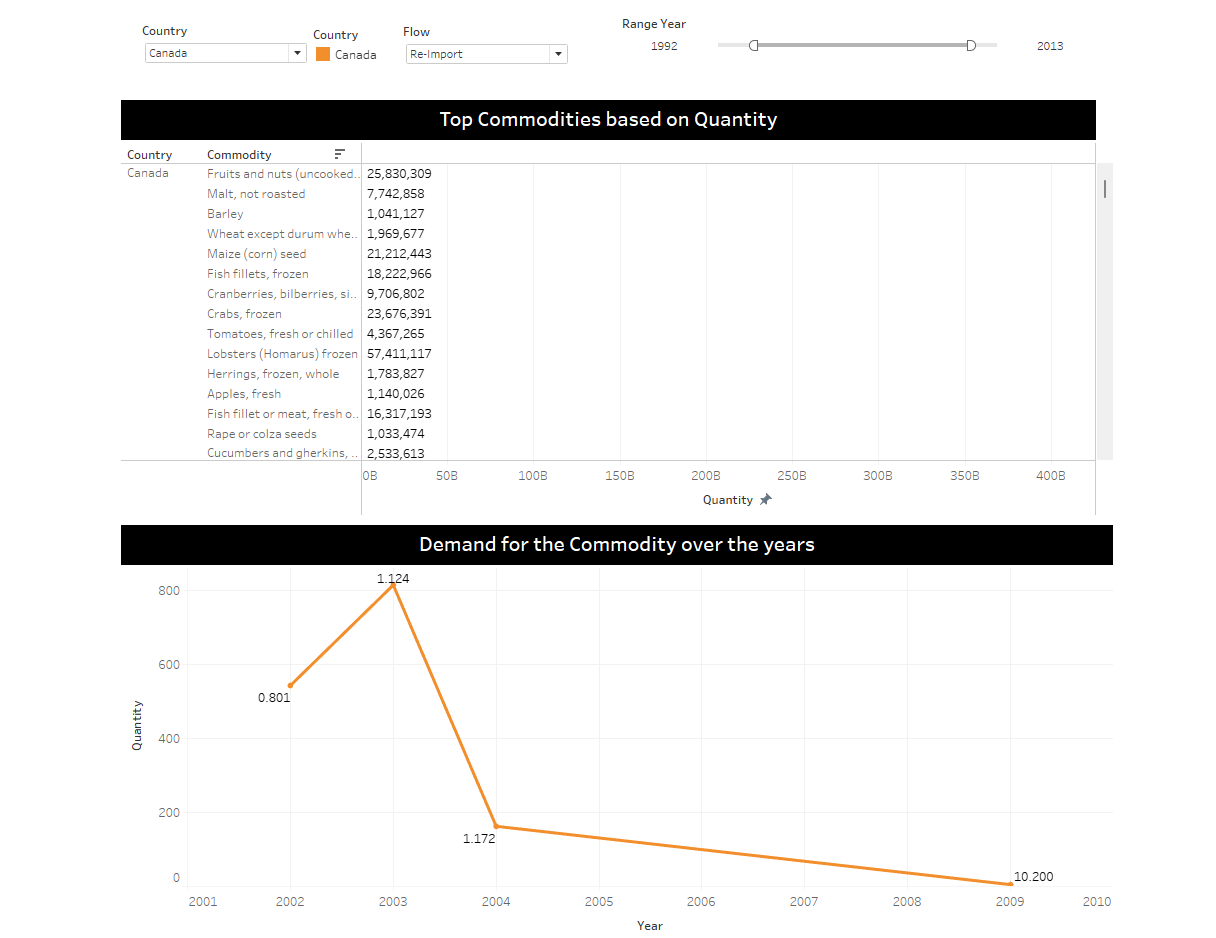 Country
Canada
Country
Canada
Flow
Re-Import
Range Year
1992
2013
Top Commodities based on Quantity
Country Commodity
Canada Fruits and nuts (uncooked.. 25,830,309
Malt, not roasted 7,742,858
Barley 1,041,127
Wheat except durum whe.. 1,969,677
Maize (corn) seed 21,212,443
Fish fillets, frozen 18,222,966
Cranberries, bilberries, si.. 9,706,802
Crabs, frozen 23,676,391
Tomatoes, fresh or chilled 4,367,265
Lobsters (Homarus) frozen 57,411,117
Herrings, frozen, whole 1,783,827
Apples, fresh 1,140,026
Fish fillet or meat, fresh o.. 16,317,193
Rape or colza seeds 1,033,474
Cucumbers and gherkins, .. 2,533,613
0B 50B 100B 150B 200B 250B 300B 350B 400B
Quantity
Demand for the Commodity over the years
1.124
800
600
0.801
Quantity
400
200
1.172
10.200
0
2001 2002 2003 2004 2005 2006 2007 2008 2009 2010
Year